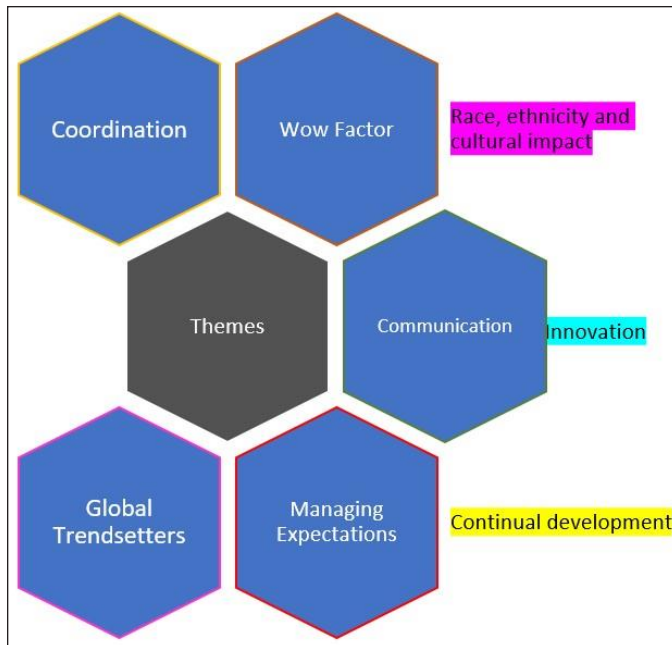 Coordination
Wow Factor
Race, ethnicity and
cultural impact
Themes
Communication
Innovation
Global
Trendsetters
Managing
Expectations
Continual development